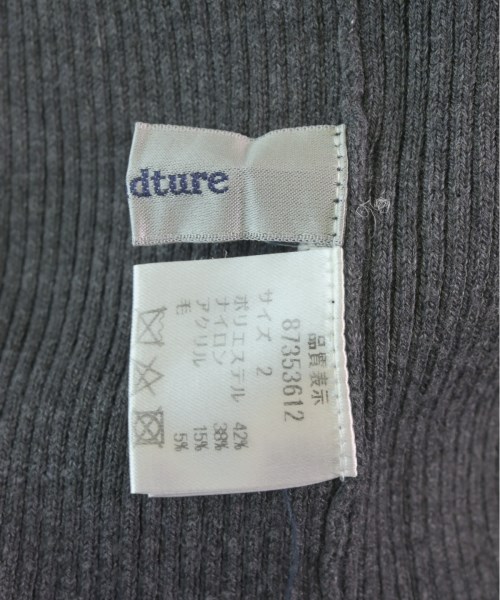 dture
品質表示
87353612
サイズ 2
ポリエステル 42%
ナイロン 38%
アクリル 15%
毛 5%